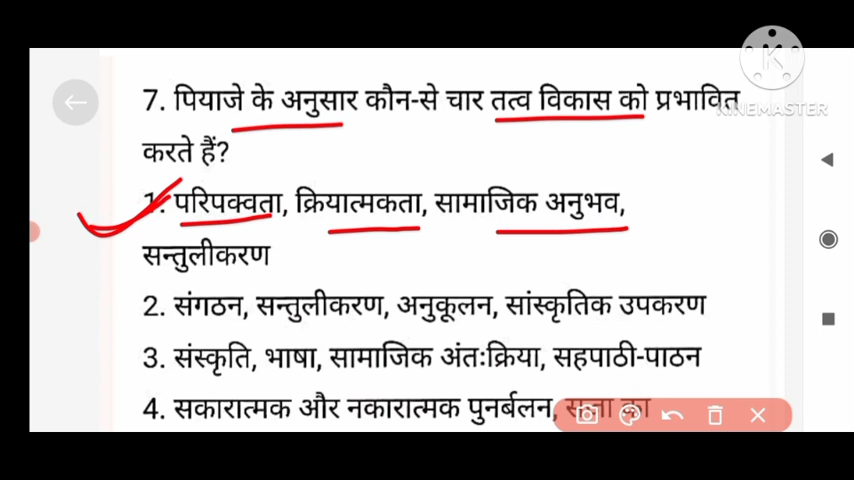 KINEMASTER
7. पियाजे के अनुसार कौन-से चार तत्व विकास को प्रभावित
करते हैं?
1. परिपक्वता, क्रियात्मकता, सामाजिक अनुभव,
सन्तुलीकरण
2. संगठन, सन्तुलीकरण, अनुकूलन, सांस्कृतिक उपकरण
3. संस्कृति, भाषा, सामाजिक अंतःक्रिया, सहपाठी-पाठन
4. सकारात्मक और नकारात्मक पुनर्बलन,